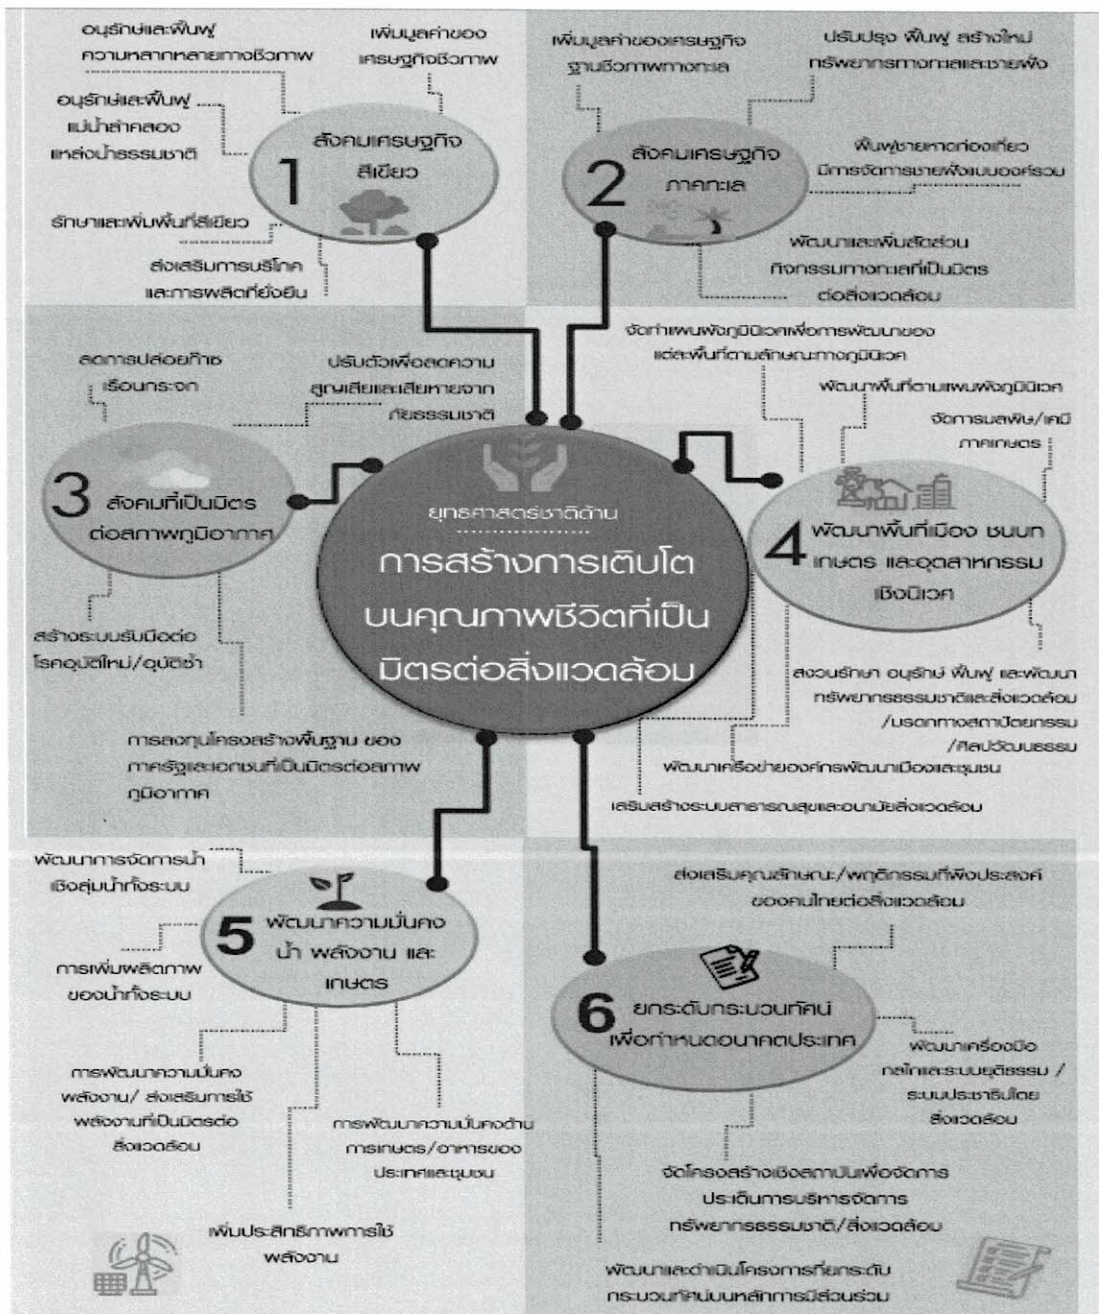 อนุรักษ์และฟื้นฟู
ความหลากหลายทางชีวภาพ
เพิ่มมูลค่าของ
เศรษฐกิจชีวภาพ
อนุรักษ์และฟื้นฟู
แม่น้ำลำคลอง
แหล่งน้ำธรรมชาติ
1
สังคมเศรษฐกิจ
สีเขียว
รักษาและเพิ่มพื้นที่สีเขียว
ส่งเสริมการบริโภค
และการผลิตที่ยั่งยืน
เพิ่มมูลค่าของเศรษฐกิจ
ฐานชีวภาพทางทะเล
ปรับปรุง ฟื้นฟู สร้างใหม่
ทรัพยากรทางทะเลและชายฝั่ง
2
สังคมเศรษฐกิจ
ภาคทะเล
ฟื้นฟูชายหาดท่องเที่ยว
มีการจัดการชายฝั่งแบบองค์รวม
พัฒนาและเพิ่มสัดส่วน
กิจกรรมทางทะเลที่เป็นมิตร
ต่อสิ่งแวดล้อม
ลดการปล่อยก๊าซ
เรือนกระจก
ปรับตัวเพื่อลดความ
สูญเสียและเสียหายจาก
ภัยธรรมชาติ
3
สังคมที่เป็นมิตร
ต่อสภาพภูมิอากาศ
สร้างระบบรับมือต่อ
โรคอุบัติใหม่/อุบัติซ้ำ
การลงทุนโครงสร้างพื้นฐาน ของ
ภาครัฐและเอกชนที่เป็นมิตรต่อสภาพ
ภูมิอากาศ
ยุทธศาสตร์ชาติด้าน
การสร้างการเติบโต
บนคุณภาพชีวิตที่เป็น
มิตรต่อสิ่งแวดล้อม
จัดทำแผนผังภูมินิเวศเพื่อการพัฒนาของ
แต่ละพื้นที่ตามลักษณะทางภูมินิเวศ
พัฒนาพื้นที่ตามแผนผังภูมินิเวศ
จัดการมลพิษ/เคมี
ภาคเกษตร
4
พัฒนาพื้นที่เมือง ชนบท
เกษตร และอุตสาหกรรม
เชิงนิเวศ
สงวนรักษา อนุรักษ์ ฟื้นฟู และพัฒนา
ทรัพยากรธรรมชาติและสิ่งแวดล้อม
/มรดกทางสถาปัตยกรรม
/ศิลปวัฒนธรรม
พัฒนาเครือข่ายองค์กรพัฒนาเมืองและชุมชน
เสริมสร้างระบบสาธารณสุขและอนามัยสิ่งแวดล้อม
พัฒนาการจัดการน้ำ
เชิงลุ่มน้ำทั้งระบบ
5
พัฒนาความมั่นคง
น้ำ พลังงาน และ
เกษตร
การเพิ่มผลิตภาพ
ของน้ำทั้งระบบ
การพัฒนาความมั่นคง
พลังงาน/ ส่งเสริมการใช้
พลังงานที่เป็นมิตรต่อ
สิ่งแวดล้อม
การพัฒนาความมั่นคงด้าน
การเกษตร/อาหารของ
ประเทศและชุมชน
เพิ่มประสิทธิภาพการใช้
พลังงาน
ส่งเสริมคุณลักษณะ/พฤติกรรมที่พึงประสงค์
ของคนไทยต่อสิ่งแวดล้อม
6
ยกระดับกระบวนทัศน์
เพื่อกำหนดอนาคตประเทศ
พัฒนาเครื่องมือ
กลไกและระบบยุติธรรม /
ระบบประชาธิปไตย
สิ่งแวดล้อม
จัดโครงสร้างเชิงสถาบันเพื่อจัดการ
ประเด็นการบริหารจัดการ
ทรัพยากรธรรมชาติ/สิ่งแวดล้อม
พัฒนาและดำเนินโครงการที่ยกระดับ
กระบวนทัศน์บนหลักการมีส่วนร่วม